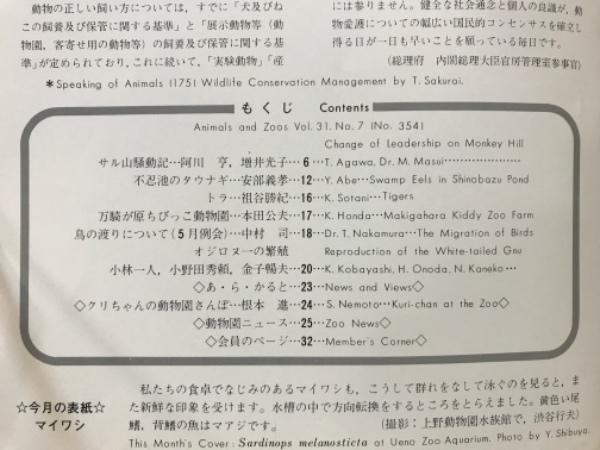 動物の正しい飼い方については，すでに「犬及びね
この飼養及び保管に関する基準」と「展示動物等（動
物園，客寄せ用の動物等）の飼養及び保管に関する基
準」が定められており，これに続いて，「実験動物」「産
には参りません。健全な社会通念と個人の良識が，動
物愛護についての幅広い国民的コンセンサスを確立し
得る日が一日も早いことを願っている毎日です。
（総理府　内閣総理大臣官房管理室参事官）
＊Speaking of Animals (175) Wildlife Conservation Management by T. Sakurai.
もくじ　Contents
Animals and Zoos Vol. 31. No. 7 (No. 354)
Change of Leadership on Monkey Hill
サル山騒動記…阿川　亨，増井光子…6…T. Agawa, Dr. M. Masui…………………
不忍池のタウナギ…安部義孝…12…Y. Abe…Swamp Eels in Shinobazu Pond
トラ…祖谷勝紀…16…K. Sotani…Tigers
万騎が原ちびっこ動物園…本田公夫…17…K. Honda…Makigahara Kiddy Zoo Farm
鳥の渡りについて(5月例会)…中村　司…18…Dr. T. Nakamura…The Migration of Birds
オジロヌーの繁殖　Reproduction of the White-tailed Gnu
小林一人，小野田秀頼，金子暢夫…20…K. Kobayashi, H. Onoda, N. Kaneko…
◇あ・ら・かると…23…News and Views◇
◇クリちゃんの動物園さんぽ…根本　進…24…S. Nemoto…Kuri-chan at the Zoo◇
◇動物園ニュース…25…Zoo News◇
◇会員のページ…32…Member's Corner◇
☆今月の表紙☆
マイワシ
私たちの食卓でなじみのあるマイワシも，こうして群れをなして泳ぐのを見ると，ま
た新鮮な印象を受けます。水槽の中で方向転換をするところをとらえました。黄色い尾
鰭，背鰭の魚はマアジです。　（撮影：上野動物園水族館で，渋谷行夫）
This Month's Cover : Sardinops melanosticta at Ueno Zoo Aquarium. Photo by Y. Shibuya.